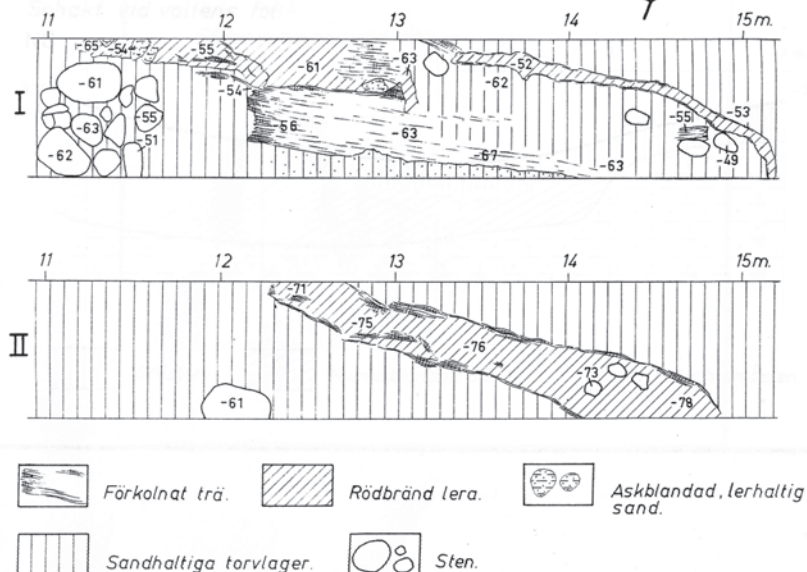 11 12 13 14 15m.
I
-65 -54 -55 -61 -63 -52
-61 -54 -62
-55 -53
-63 -55 -56 -63
-51 -67 -63 -49
-62
11 12 13 14 15m.
II
-71
-75
-76
-73
-61 -78
Förkolnat trä.
Rödbränd lera.
Askblandad, lerhaltig
sand.
Sandhaltiga torvlager.
Sten.